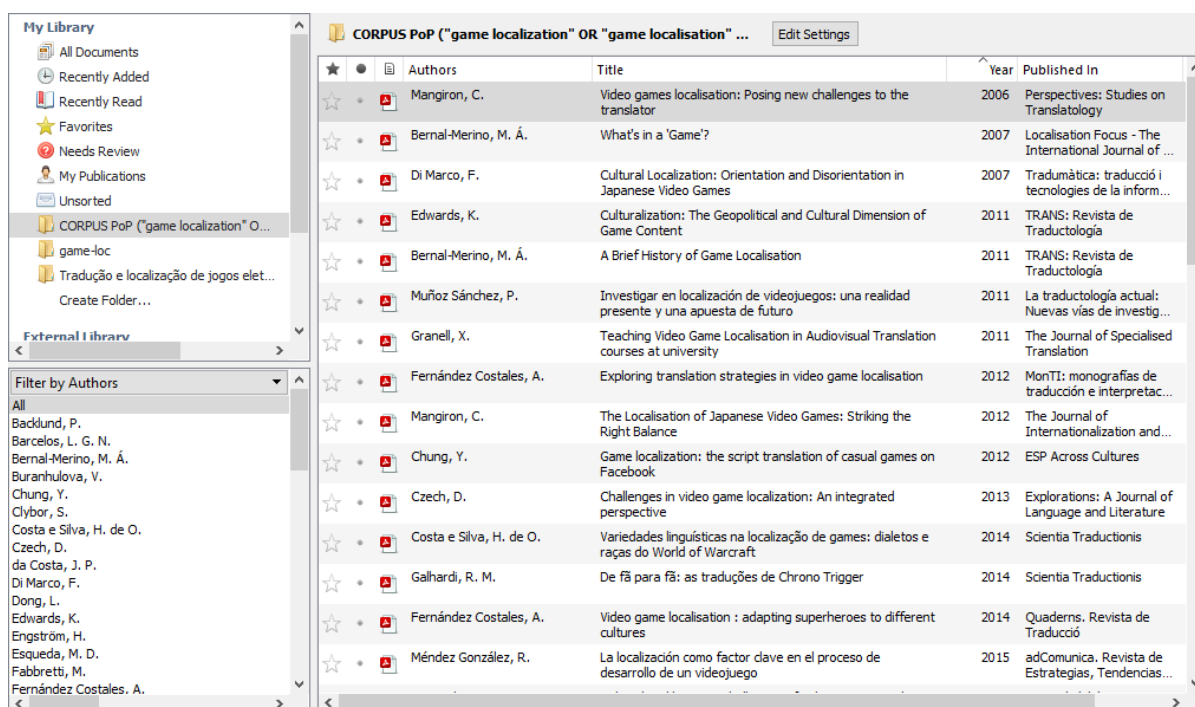 My Library
All Documents
Recently Added
Recently Read
Favorites
Needs Review
My Publications
Unsorted
CORPUS PoP ("game localization" O...
game-loc
Tradução e localização de jogos elet...
Create Folder...
External Library
Filter by Authors
All
Backlund, P.
Barcelos, L. G. N.
Bernal-Merino, M. Á.
Buranhulova, V.
Chung, Y.
Clybor, S.
Costa e Silva, H. de O.
Czech, D.
da Costa, J. P.
Di Marco, F.
Dong, L.
Edwards, K.
Engström, H.
Esqueda, M. D.
Fabbretti, M.
Fernández Costales, A.
CORPUS PoP ("game localization" OR "game localisation" ... Edit Settings
Authors Title Year Published In
Mangiron, C. Video games localisation: Posing new challenges to the 2006 Perspectives: Studies on
translator Translatology
Bernal-Merino, M. Á. What's in a 'Game'? 2007 Localisation Focus - The
International Journal of ...
Di Marco, F. Cultural Localization: Orientation and Disorientation in 2007 Tradumàtica: traducció i
Japanese Video Games tecnologies de la inform...
Edwards, K. Culturalization: The Geopolitical and Cultural Dimension of 2011 TRANS: Revista de
Game Content Traductología
Bernal-Merino, M. Á. A Brief History of Game Localisation 2011 TRANS: Revista de
Traductología
Muñoz Sánchez, P. Investigar en localización de videojuegos: una realidad 2011 La traductología actual:
presente y una apuesta de futuro Nuevas vías de investig...
Granell, X. Teaching Video Game Localisation in Audiovisual Translation 2011 The Journal of Specialised
courses at university Translation
Fernández Costales, A. Exploring translation strategies in video game localisation 2012 MonTI: monografías de
traducción e interpretac...
Mangiron, C. The Localisation of Japanese Video Games: Striking the 2012 The Journal of
Right Balance Internationalization and...
Chung, Y. Game localization: the script translation of casual games on 2012 ESP Across Cultures
Facebook
Czech, D. Challenges in video game localization: An integrated 2013 Explorations: A Journal of
perspective Language and Literature
Costa e Silva, H. de O. Variedades linguísticas na localização de games: dialetos e 2014 Scientia Traductionis
raças do World of Warcraft
Galhardi, R. M. De fã para fã: as traduções de Chrono Trigger 2014 Scientia Traductionis
Fernández Costales, A. Video game localisation : adapting superheroes to different 2014 Quaderns. Revista de
cultures Traducció
Méndez González, R. La localización como factor clave en el proceso de 2015 adComunica. Revista de
desarrollo de un videojuego Estrategias, Tendencias...